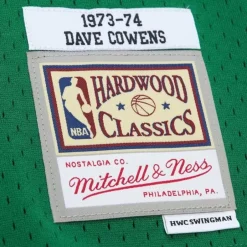 1973-74
DAVE COWENS
HARDWOOD
CLASSICS
NBA
NOSTALGIA CO.
Mitchell & Ness
PHILADELPHIA, PA.
HWC SWINGMAN